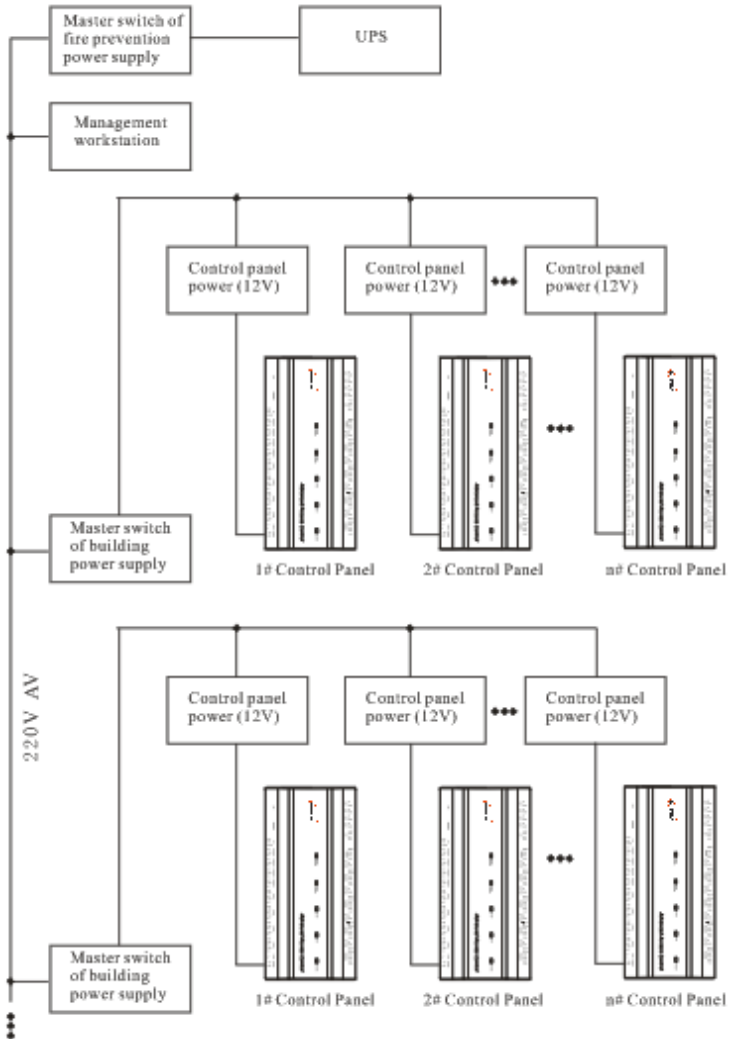 Master switch of
fire prevention
power supply
UPS
Management
workstation
Control panel
power (12V)
Control panel
power (12V)
Control panel
power (12V)
Master switch
of building
power supply
1# Control Panel
2# Control Panel
n# Control Panel
220V AV
Control panel
power (12V)
Control panel
power (12V)
Control panel
power (12V)
Master switch
of building
power supply
1# Control Panel
2# Control Panel
n# Control Panel